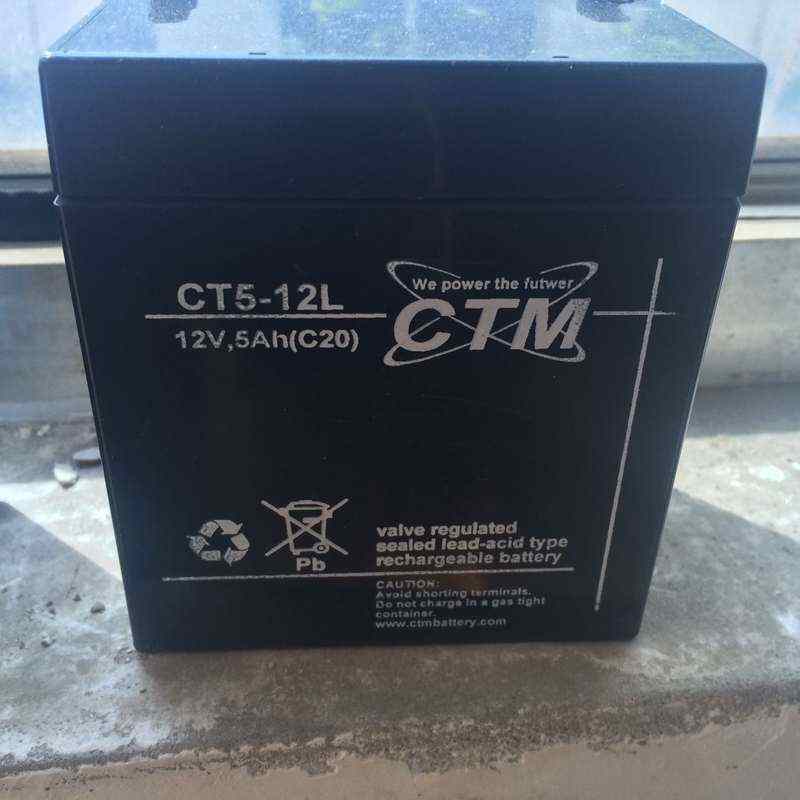 We power the futwer
CT5-12L
CTM
12V,5Ah(C20)
Pb
valve regulated
sealed lead-acid type
rechargeable battery
CAUTION:
Avoid shorting terminals.
Do not charge in a gas tight
container.
www.ctmbattery.com